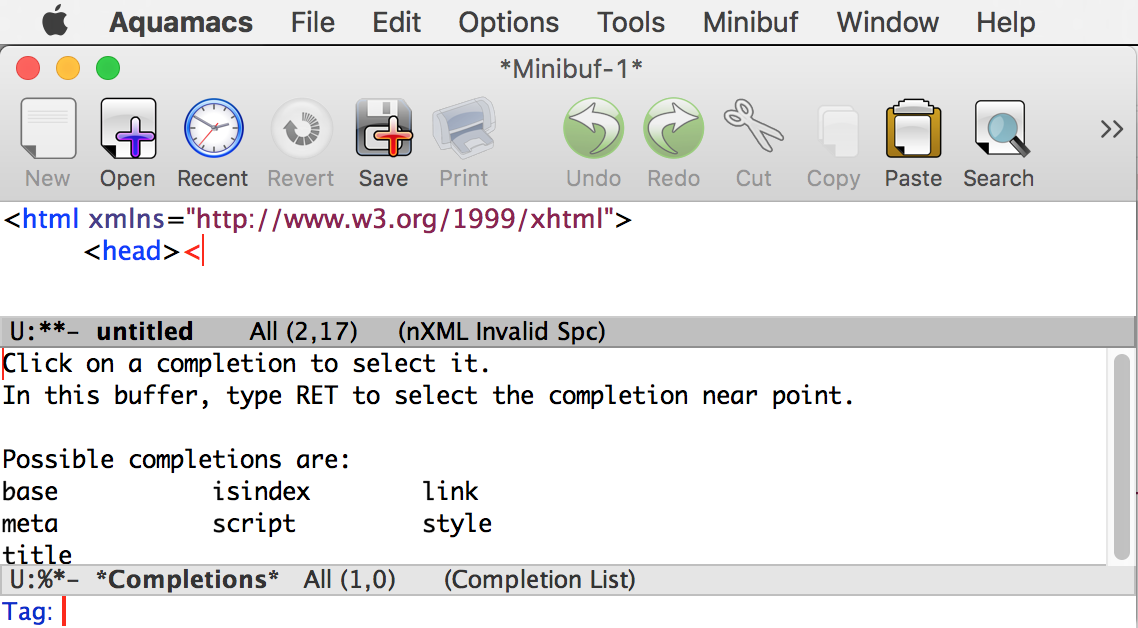 Aquamacs File Edit Options Tools Minibuf Window Help
*Minibuf-1*
New Open Recent Revert Save Print Undo Redo Cut Copy Paste Search
<html xmlns="http://www.w3.org/1999/xhtml">
<head><
U:**- untitled All (2,17) (nXML Invalid Spc)
Click on a completion to select it.
In this buffer, type RET to select the completion near point.
Possible completions are:
base isindex link
meta script style
title
U:%*- *Completions* All (1,0) (Completion List)
Tag: